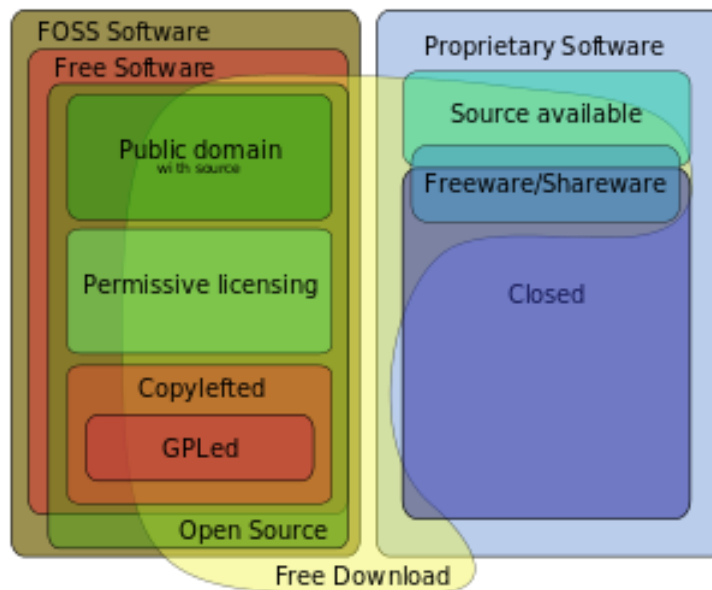 FOSS Software
Free Software
Public domain
with source
Permissive licensing
Copylefted
GPLed
Open Source
Free Download
Proprietary Software
Source available
Freeware/Shareware
Closed